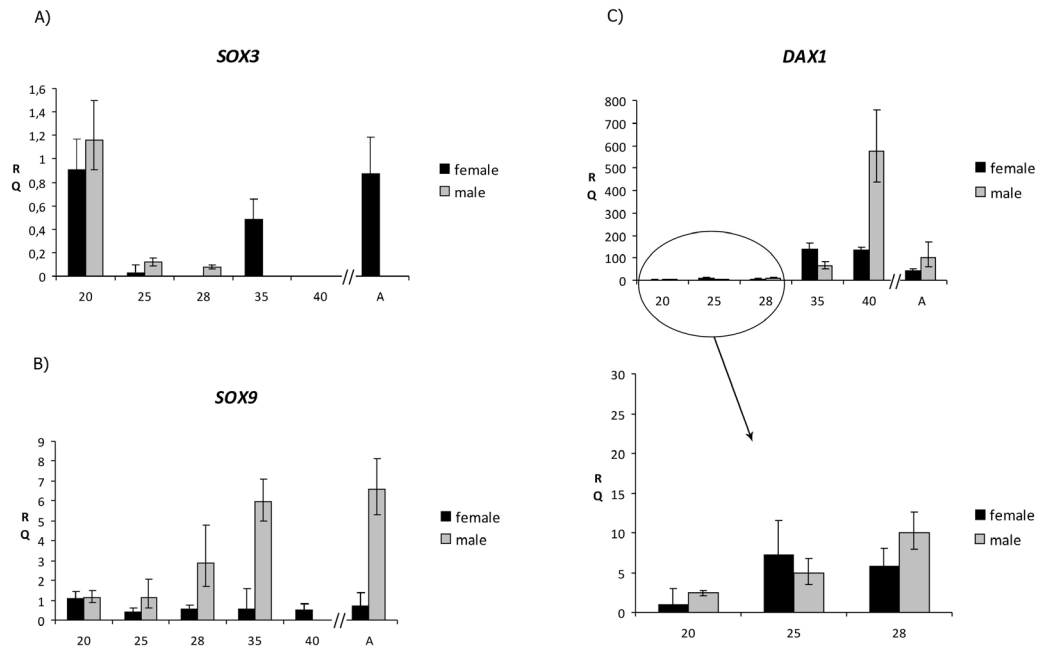 A)
SOX3
1,6
1,4
1,2
1
0,8
0,6
0,4
0,2
0
R
Q
20 25 28 35 40 // A
female
male
B)
SOX9
9
8
7
6
5
4
3
2
1
0
R
Q
20 25 28 35 40 // A
female
male
C)
DAX1
800
700
600
500
400
300
200
100
0
R
Q
20 25 28 35 40 // A
female
male
30
25
20
15
10
5
0
R
Q
20 25 28
female
male